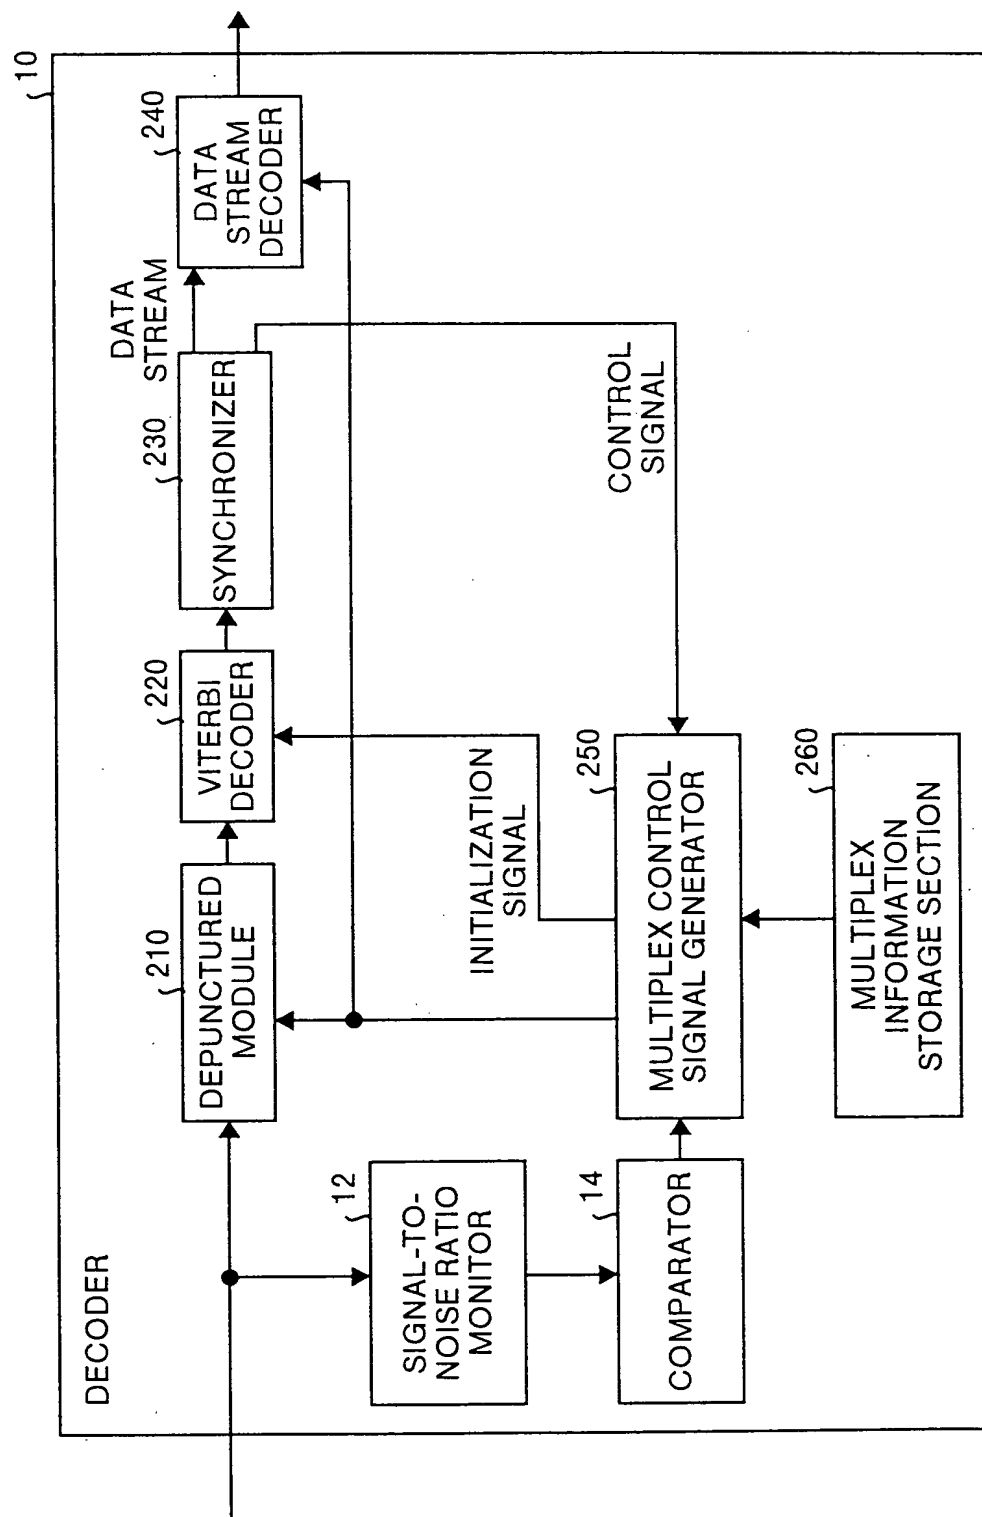 DECODER
10
210
DEPUNCTURED
MODULE
220
VITERBI
DECODER
230
SYNCHRONIZER
DATA
STREAM
240
DATA
STREAM
DECODER
12
SIGNAL-TO-
NOISE RATIO
MONITOR
INITIALIZATION
SIGNAL
CONTROL
SIGNAL
14
COMPARATOR
250
MULTIPLEX CONTROL
SIGNAL GENERATOR
260
MULTIPLEX
INFORMATION
STORAGE SECTION